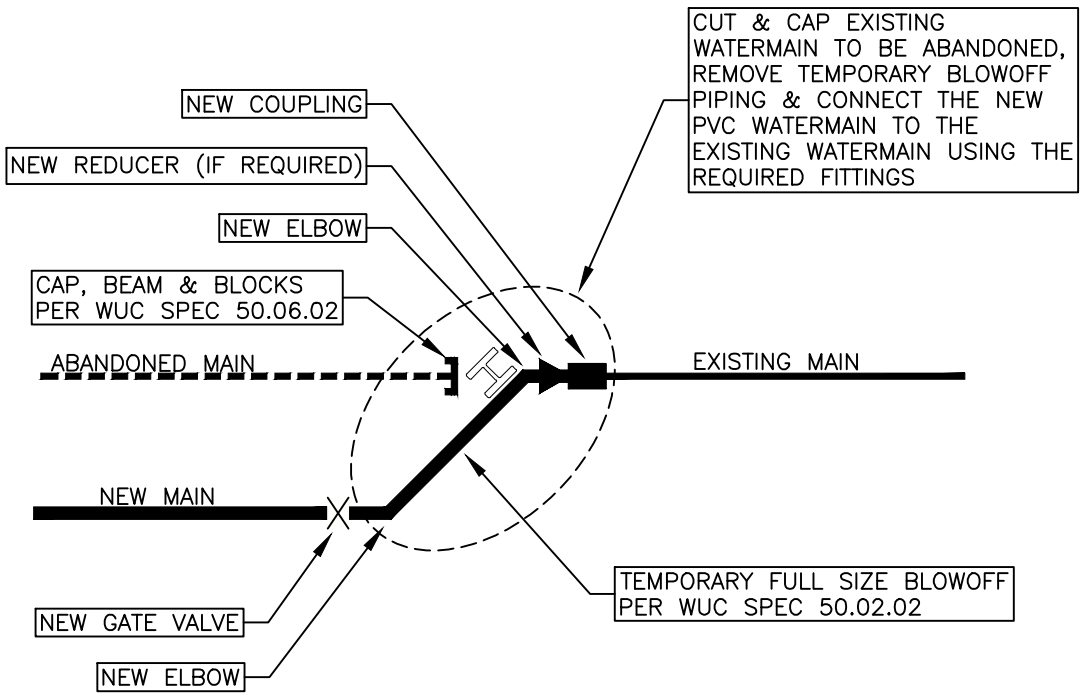 CUT & CAP EXISTING
WATERMAIN TO BE ABANDONED,
REMOVE TEMPORARY BLOWOFF
PIPING & CONNECT THE NEW
PVC WATERMAIN TO THE
EXISTING WATERMAIN USING THE
REQUIRED FITTINGS
NEW COUPLING
NEW REDUCER (IF REQUIRED)
NEW ELBOW
CAP, BEAM & BLOCKS
PER WUC SPEC 50.06.02
ABANDONED MAIN
EXISTING MAIN
NEW MAIN
TEMPORARY FULL SIZE BLOWOFF
PER WUC SPEC 50.02.02
NEW GATE VALVE
NEW ELBOW